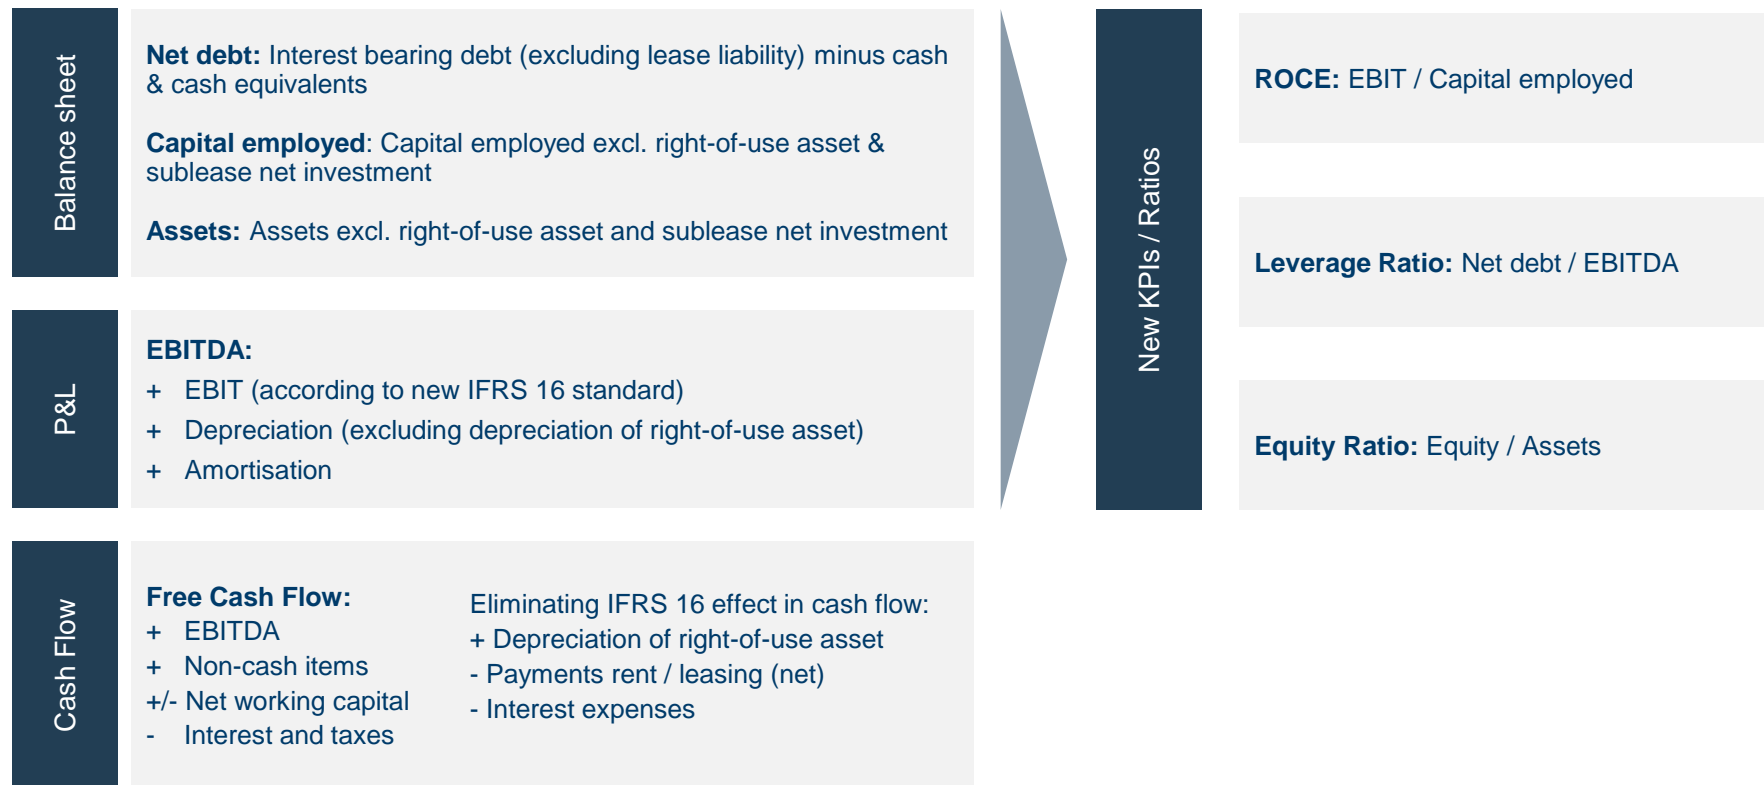 Balance sheet
Net debt: Interest bearing debt (excluding lease liability) minus cash
& cash equivalents
Capital employed: Capital employed excl. right-of-use asset &
sublease net investment
Assets: Assets excl. right-of-use asset and sublease net investment
P&L
EBITDA:
+ EBIT (according to new IFRS 16 standard)
+ Depreciation (excluding depreciation of right-of-use asset)
+ Amortisation
Cash Flow
Free Cash Flow:
+ EBITDA
+ Non-cash items
+/- Net working capital
- Interest and taxes
Eliminating IFRS 16 effect in cash flow:
+ Depreciation of right-of-use asset
- Payments rent / leasing (net)
- Interest expenses
New KPIs / Ratios
ROCE: EBIT / Capital employed
Leverage Ratio: Net debt / EBITDA
Equity Ratio: Equity / Assets